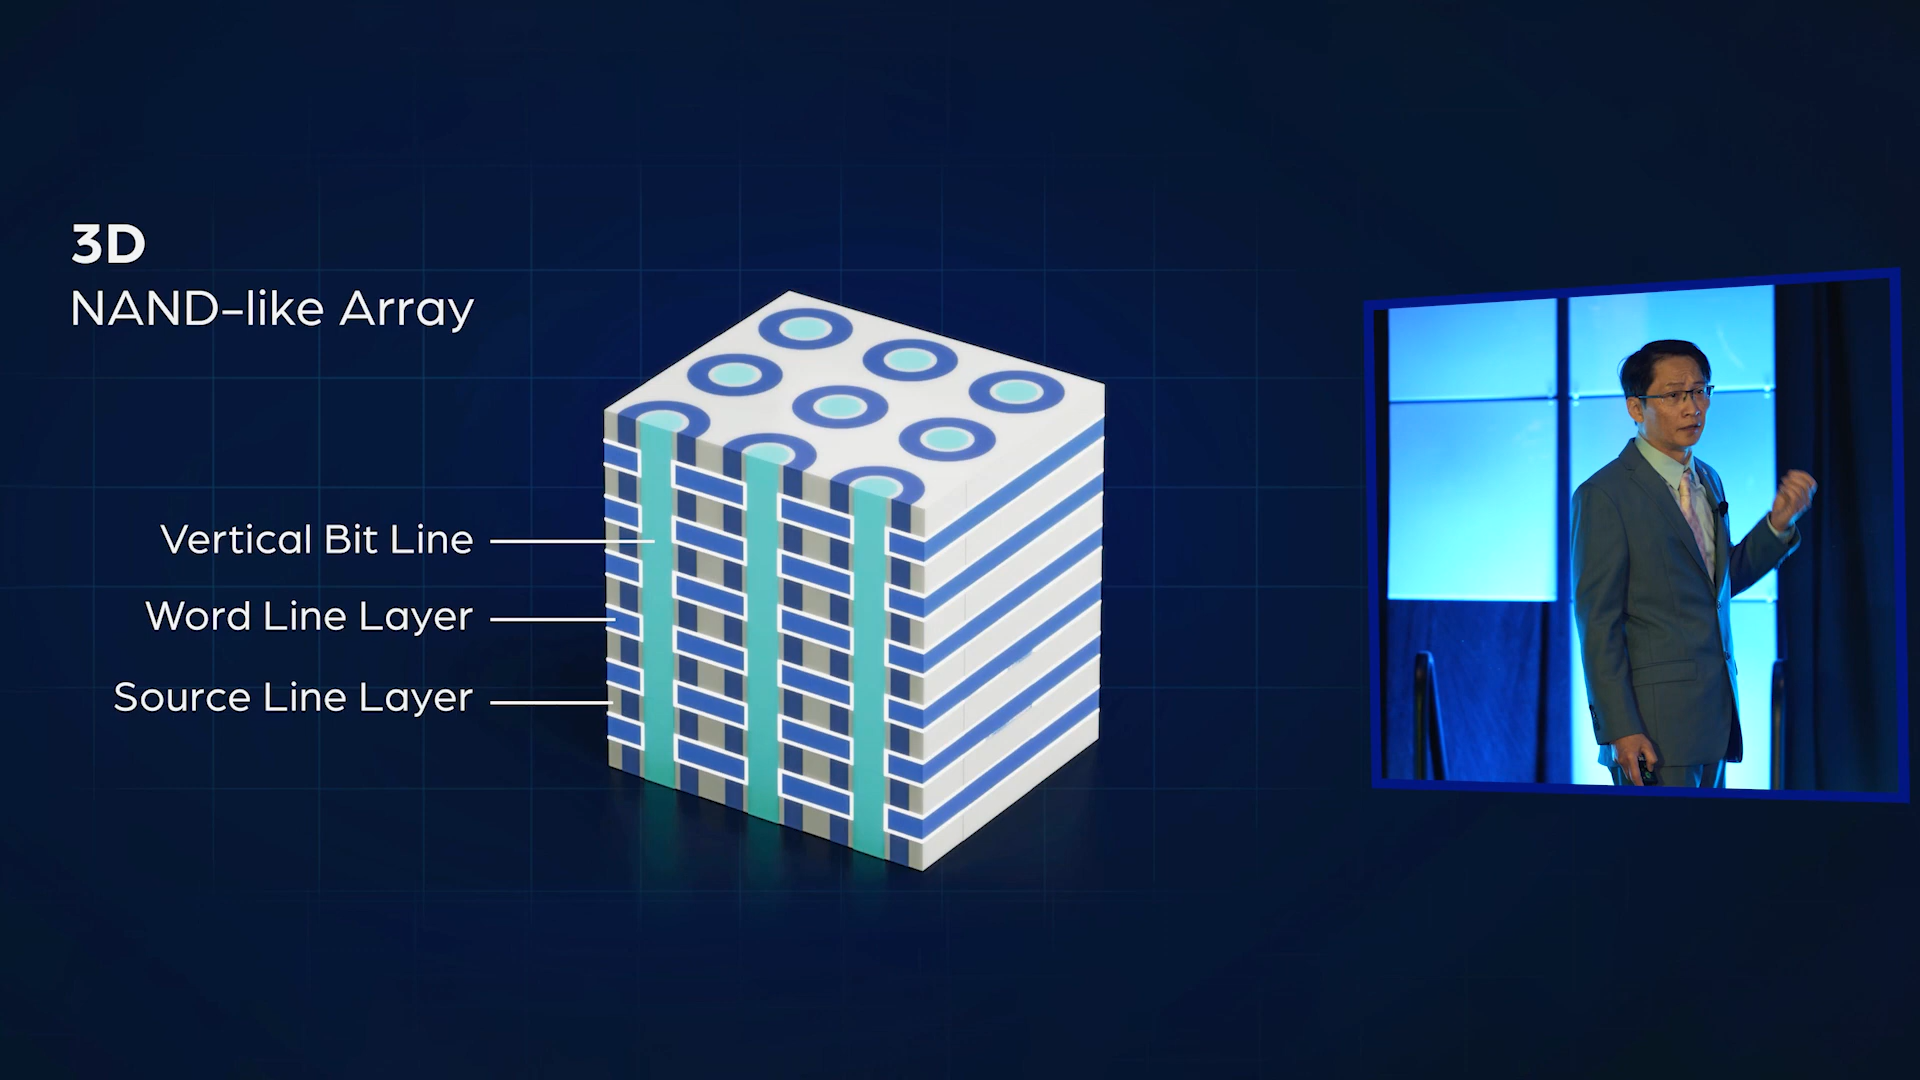 3D
NAND-like Array
Vertical Bit Line
Word Line Layer
Source Line Layer